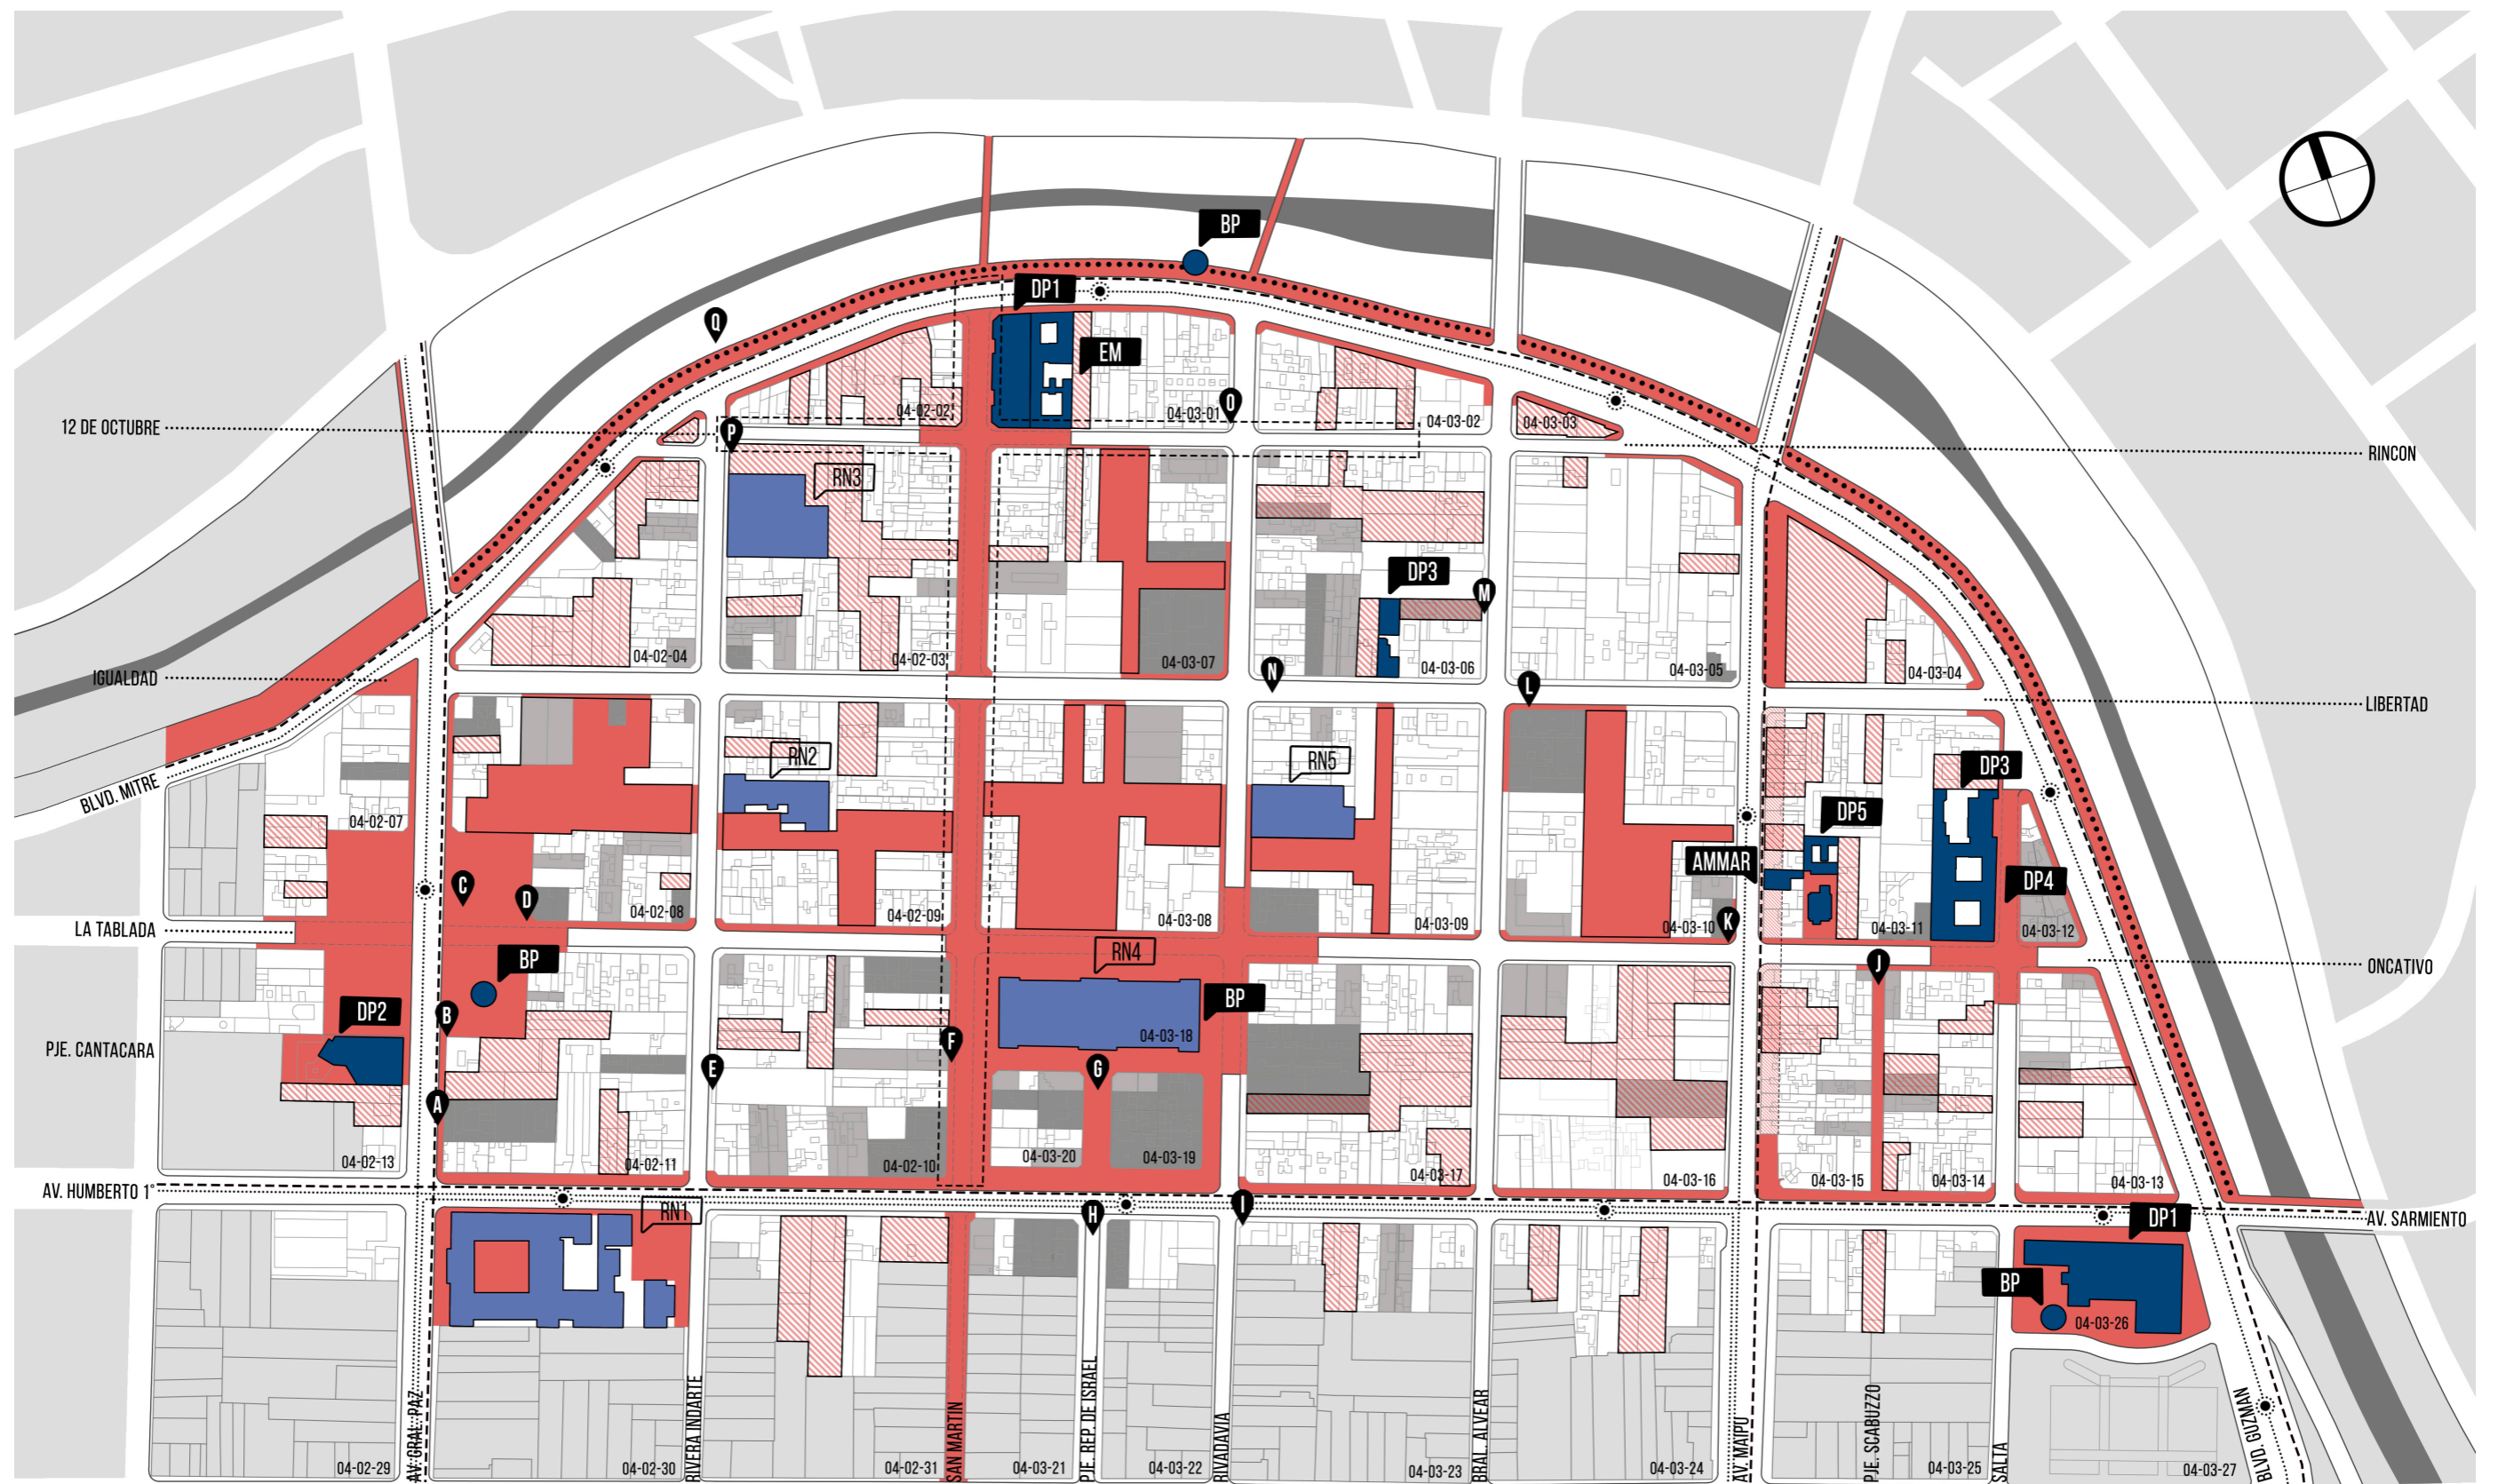 BP
DP1
Q
EM
04-02-02
04-03-01
O
04-03-02
04-03-03
12 DE OCTUBRE
P
RINCON
RN3
DP3
M
04-02-04
04-02-03
04-03-07
04-03-06
04-03-05
04-03-04
N
L
IGUALDAD
LIBERTAD
RN2
RN5
DP3
BLVD. MITRE
04-02-07
DP5
AMMAR
C
D
DP4
04-02-08
04-02-09
04-03-08
04-03-09
04-03-10
K
04-03-11
04-03-12
LA TABLADA
BP
RN4
J
ONCATIVO
DP2
B
BP
04-03-18
PJE. CANTACARA
F
E
G
A
04-02-13
04-02-11
04-02-10
04-03-20
04-03-19
04-03-17
04-03-16
04-03-15
04-03-14
04-03-13
AV. HUMBERTO 1°
RN1
H
I
DP1
AV. SARMIENTO
BP
04-03-26
AV. GRAL. PAZ
RIVERA INDARTE
SAN MARTIN
PJE. REP. DE ISRAEL
RIVADAVIA
BRAL. ALVEAR
AV. MAIPU
PJE. SCABUZZO
SALTA
BLVD. GUZMAN
04-02-29
04-02-30
04-02-31
04-03-21
04-03-22
04-03-23
04-03-24
04-03-25
04-03-27